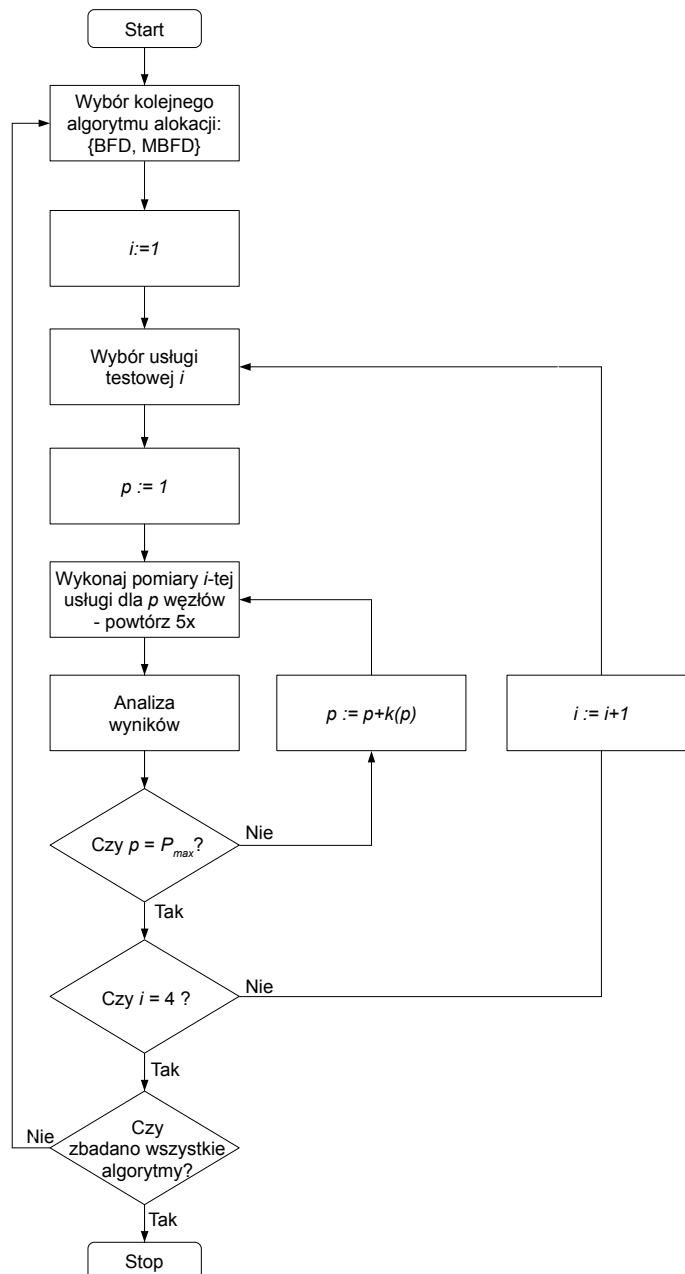 Start
Wybór kolejnego
algorytmu alokacji:
{BFD, MBFD}
i:=1
Wybór usługi
testowej i
p := 1
Wykonaj pomiary i-tej
usługi dla p węzłów
- powtórz 5x
Analiza
wyników
p := p+k(p)
i := i+1
Czy p = Pmax?
Nie
Tak
Czy i = 4 ?
Nie
Tak
Czy
zbadano wszystkie
algorytmy?
Nie
Tak
Stop